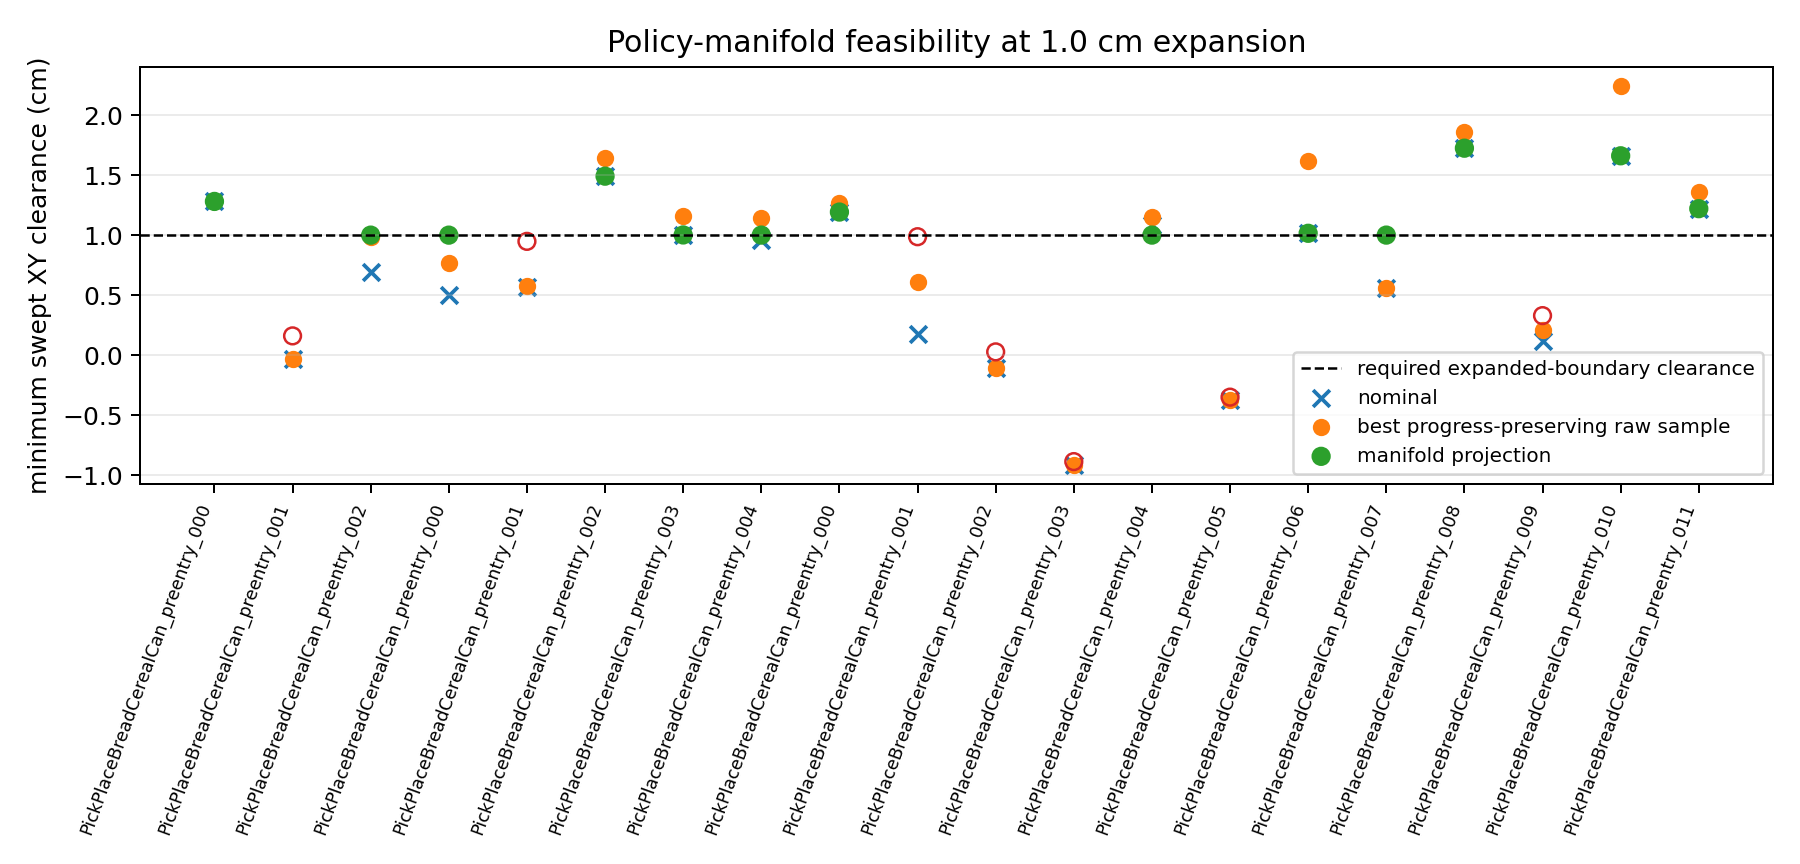 Policy-manifold feasibility at 1.0 cm expansion
minimum swept XY clearance (cm)
2.0
1.5
1.0
0.5
0.0
−0.5
−1.0
required expanded-boundary clearance
nominal
best progress-preserving raw sample
manifold projection
PickPlaceBreadCerealCan_preentry_000
PickPlaceBreadCerealCan_preentry_001
PickPlaceBreadCerealCan_preentry_002
PickPlaceBreadCerealCan_preentry_000
PickPlaceBreadCerealCan_preentry_001
PickPlaceBreadCerealCan_preentry_002
PickPlaceBreadCerealCan_preentry_003
PickPlaceBreadCerealCan_preentry_004
PickPlaceBreadCerealCan_preentry_000
PickPlaceBreadCerealCan_preentry_001
PickPlaceBreadCerealCan_preentry_002
PickPlaceBreadCerealCan_preentry_003
PickPlaceBreadCerealCan_preentry_004
PickPlaceBreadCerealCan_preentry_005
PickPlaceBreadCerealCan_preentry_006
PickPlaceBreadCerealCan_preentry_007
PickPlaceBreadCerealCan_preentry_008
PickPlaceBreadCerealCan_preentry_009
PickPlaceBreadCerealCan_preentry_010
PickPlaceBreadCerealCan_preentry_011